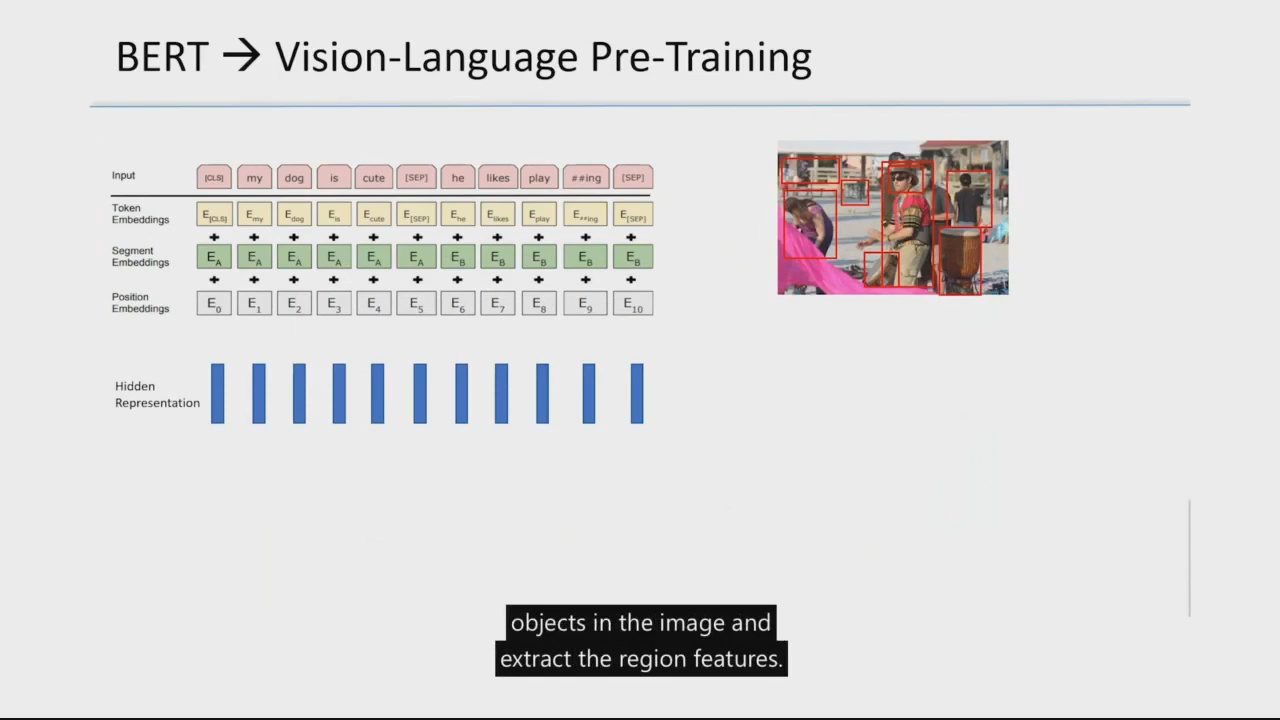 BERT → Vision-Language Pre-Training
Input [CLS] my dog is cute [SEP] he likes play ##ing [SEP]
Token
Embeddings
E[CLS] Emy Edog Eis Ecute E[SEP] Ehe Elikes Eplay E**ing E[SEP]
+ + + + + + + + + + +
Segment
Embeddings
EA EA EA EA EA EA EB EB EB EB EB
+ + + + + + + + + + +
Position
Embeddings
E0 E1 E2 E3 E4 E5 E6 E7 E8 E9 E10
Hidden
Representation
objects in the image and
extract the region features.